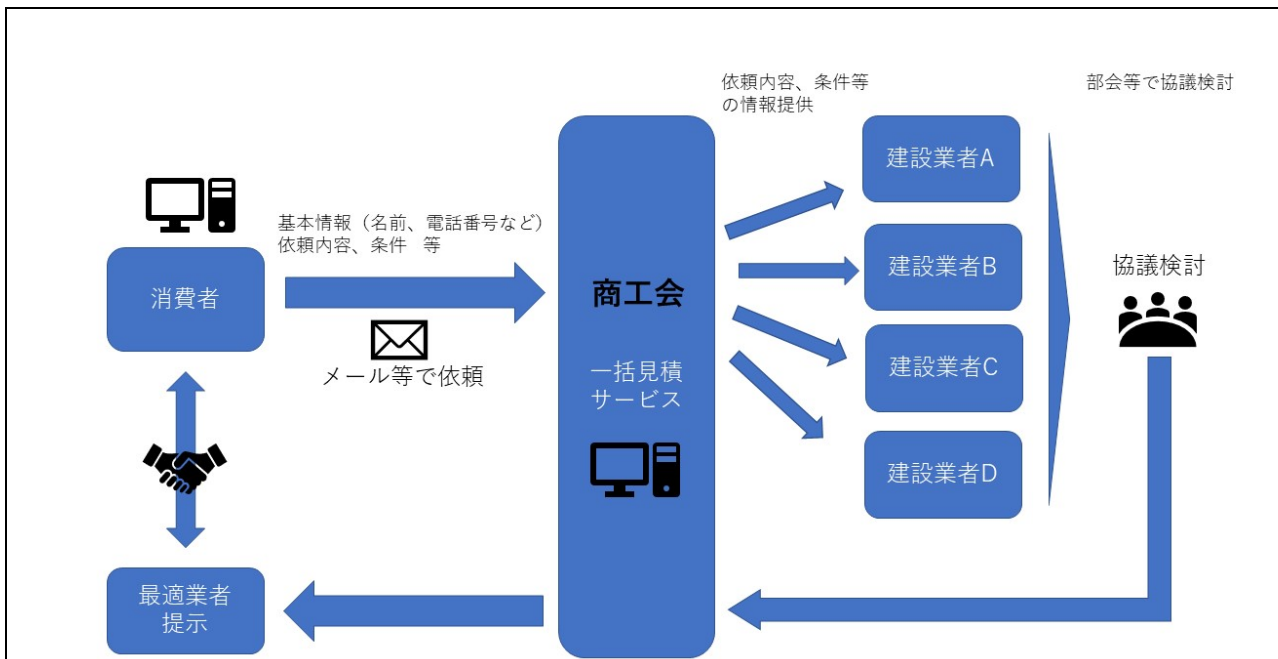 依頼内容、条件等
の情報提供
部会等で協議検討
建設業者A
基本情報（名前、電話番号など）
依頼内容、条件　等
消費者
商工会
建設業者B
協議検討
メール等で依頼
一括見積
サービス
建設業者C
建設業者D
最適業者
提示